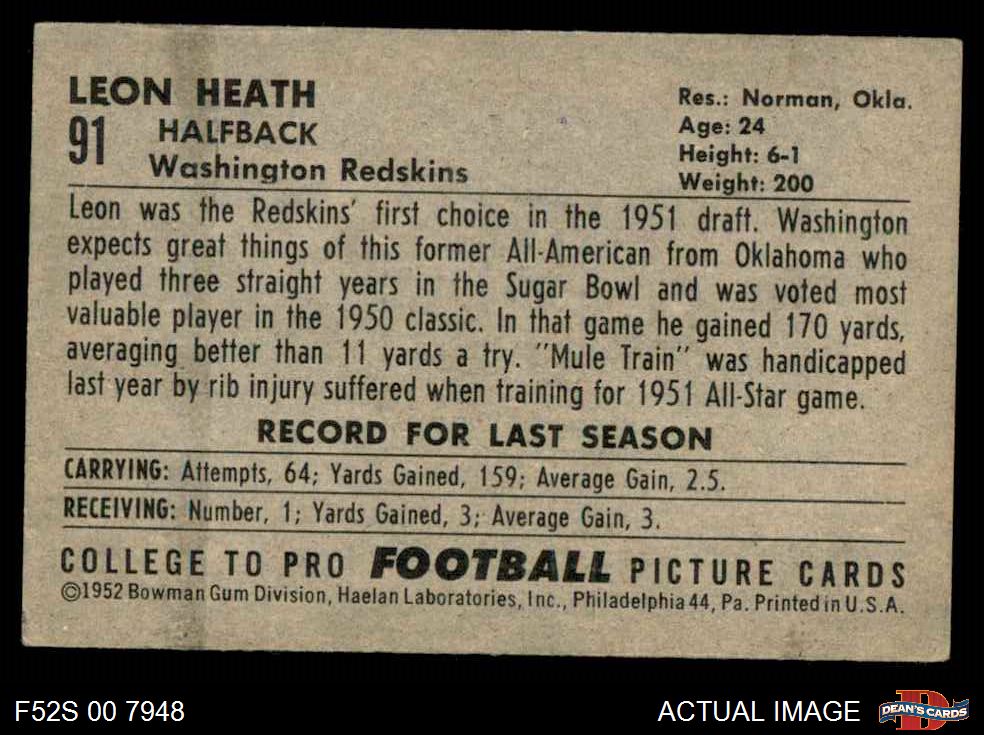 LEON HEATH
91 HALFBACK
Washington Redskins
Res.: Norman, Okla.
Age: 24
Height: 6-1
Weight: 200
Leon was the Redskins' first choice in the 1951 draft. Washington
expects great things of this former All-American from Oklahoma who
played three straight years in the Sugar Bowl and was voted most
valuable player in the 1950 classic. In that game he gained 170 yards,
averaging better than 11 yards a try. "Mule Train" was handicapped
last year by rib injury suffered when training for 1951 All-Star game.
RECORD FOR LAST SEASON
CARRYING: Attempts, 64; Yards Gained, 159; Average Gain, 2.5.
RECEIVING: Number, 1; Yards Gained, 3; Average Gain, 3.
COLLEGE TO PRO FOOTBALL PICTURE CARDS
©1952 Bowman Gum Division, Haelan Laboratories, Inc., Philadelphia 44, Pa. Printed in U.S.A.
F52S 00 7948
ACTUAL IMAGE
D
DEAN'S CARDS